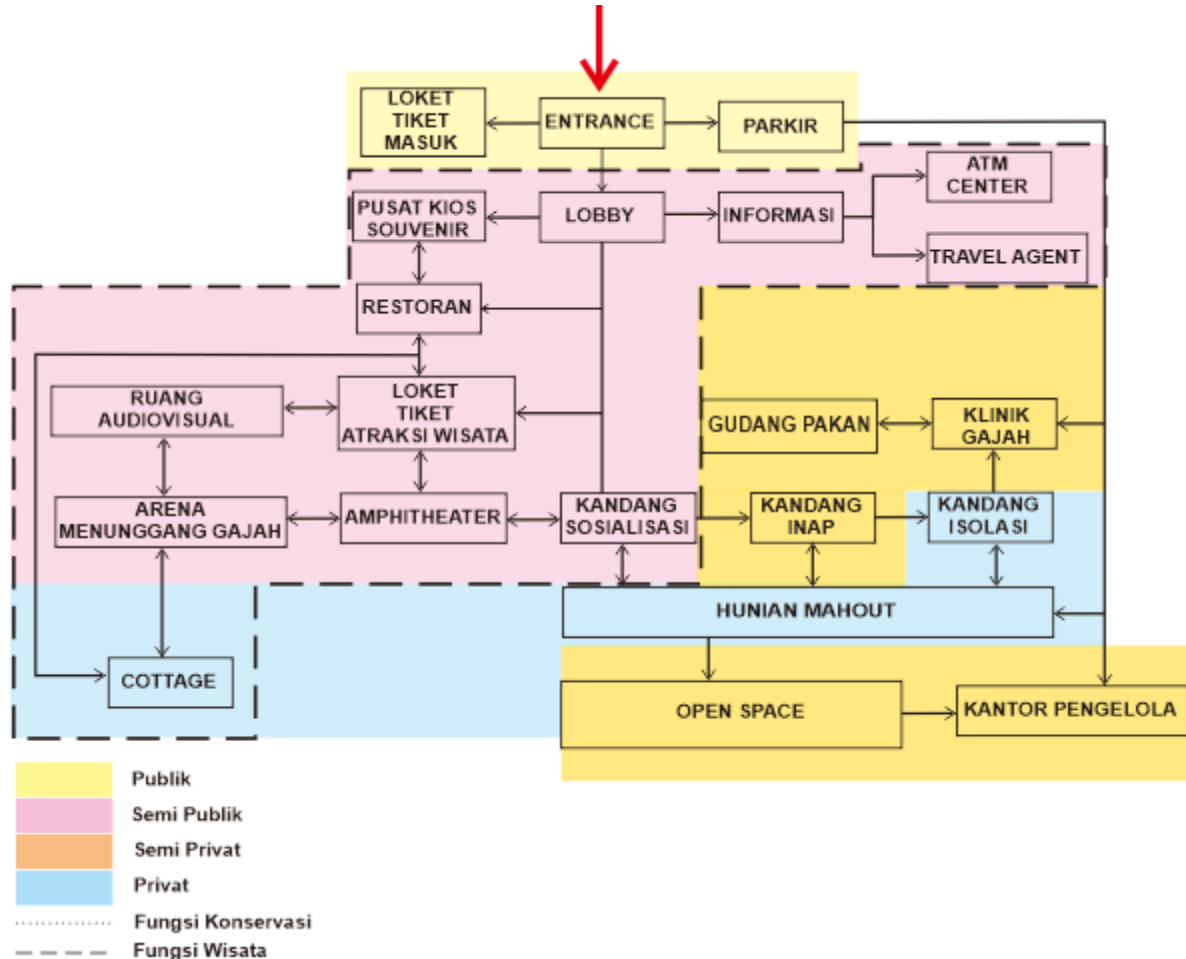 LOKET
TIKET
MASUK
ENTRANCE
PARKIR
ATM
CENTER
PUSAT KIOS
SOUVENIR
LOBBY
INFORMASI
TRAVEL AGENT
RESTORAN
RUANG
AUDIOVISUAL
LOKET
TIKET
ATRAKSI WISATA
GUDANG PAKAN
KLINIK
GAJAH
ARENA
MENUNGGANG GAJAH
AMPHITHEATER
KANDANG
SOSIALISASI
KANDANG
INAP
KANDANG
ISOLASI
HUNIAN MAHOUT
COTTAGE
OPEN SPACE
KANTOR PENGELOLA
Publik
Semi Publik
Semi Privat
Privat
Fungsi Konservasi
Fungsi Wisata